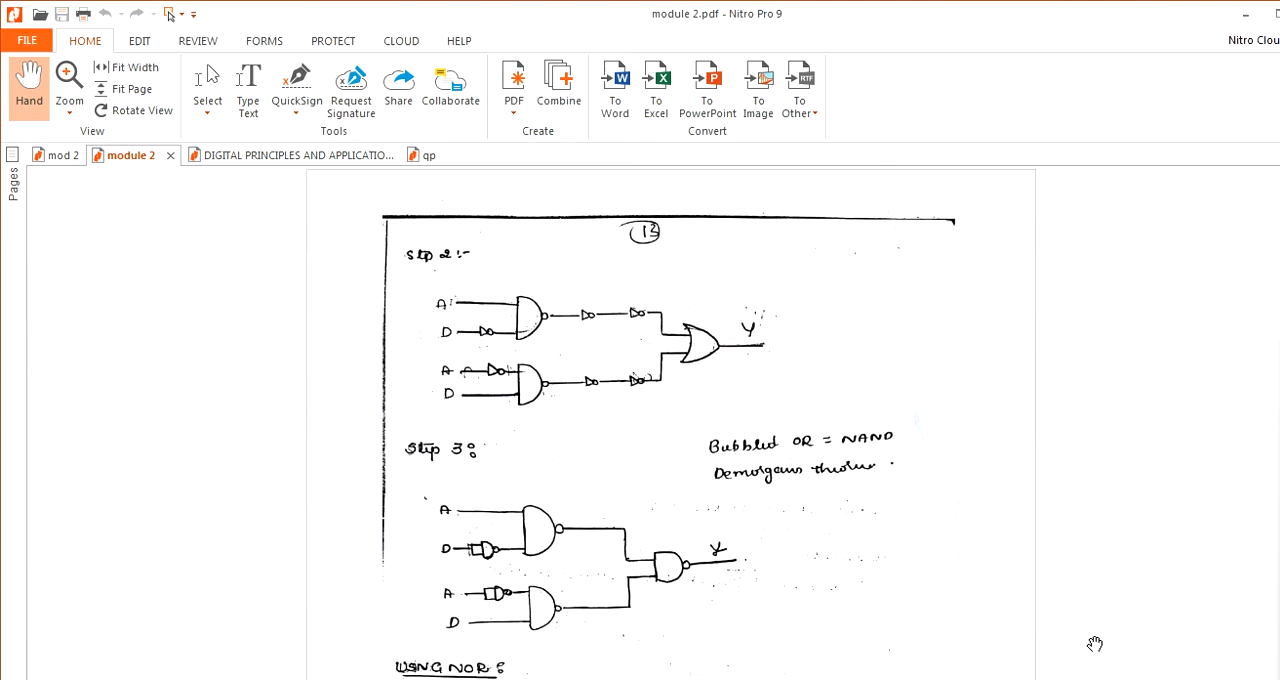 module 2.pdf - Nitro Pro 9
FILE HOME EDIT REVIEW FORMS PROTECT CLOUD HELP Nitro Clou
Hand Zoom Fit Width Fit Page Rotate View
View
Select Type Text QuickSign Request Signature Share Collaborate
Tools
PDF Combine
Create
To Word To Excel To PowerPoint To Image To Other
Convert
mod 2 module 2 DIGITAL PRINCIPLES AND APPLICATIO... qp
Pages
13
Step 2:-
A
D
A
D
Y
Step 3:
Bubbled OR = NAND
Demorgans theorem.
A
D
A
D
Y
USING NOR: